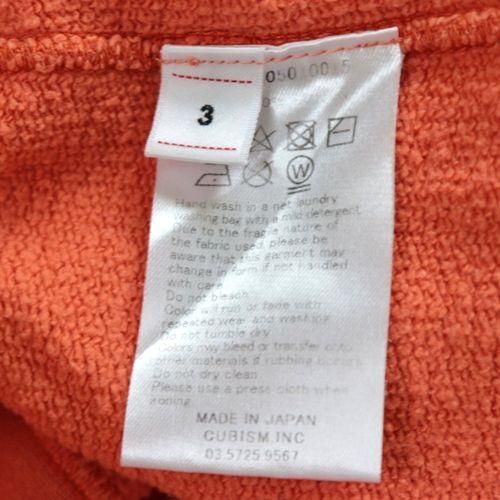 0501005
3
W
Hand wash in a net laundry
washing bag with a mild detergent.
Due to the fragile nature of
the fabric used, please be
aware that this garment may
change in form if not handled
with care.
Do not bleach.
Color will run or fade with
repeated wear and washing.
Do not tumble dry.
Colors may bleed or transfer onto
other materials if rubbing occurs.
Do not dry clean.
Please use a press cloth when
ironing.
MADE IN JAPAN
CUBISM.INC
03.5725.9567